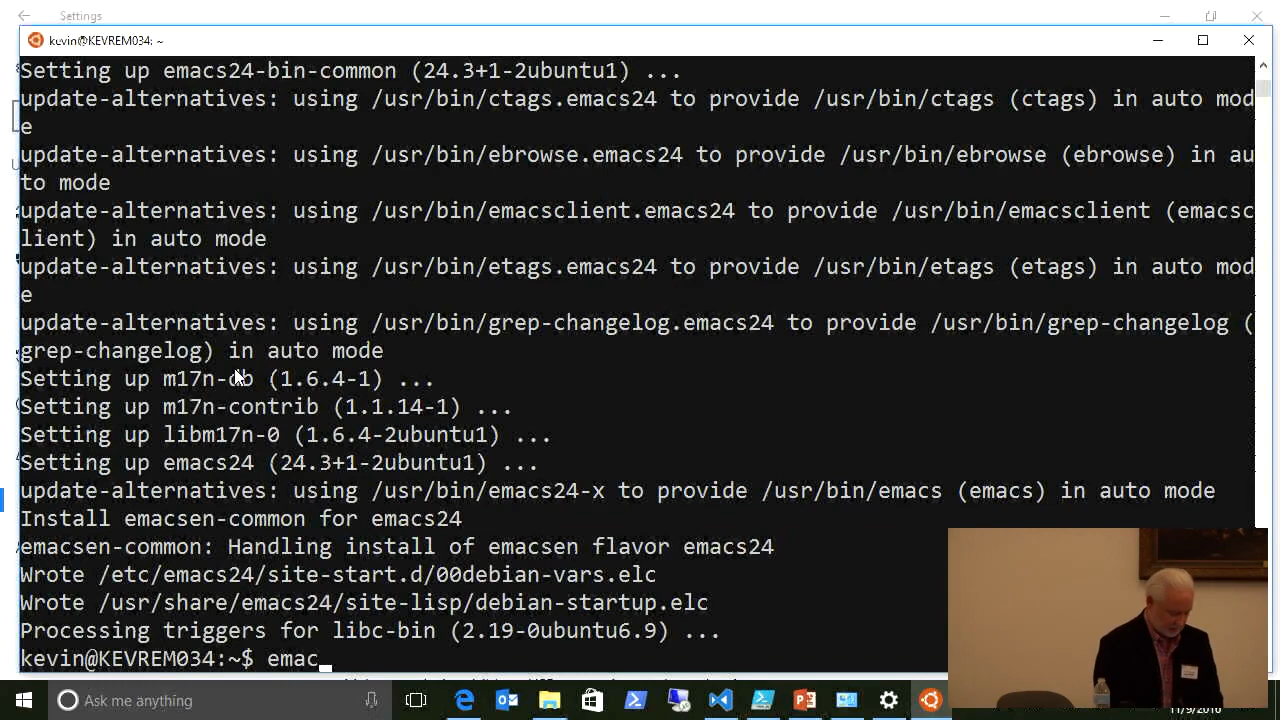 Settings
kevin@KEVREM034: ~
Setting up emacs24-bin-common (24.3+1-2ubuntu1) ...
update-alternatives: using /usr/bin/ctags.emacs24 to provide /usr/bin/ctags (ctags) in auto mod
e
update-alternatives: using /usr/bin/ebrowse.emacs24 to provide /usr/bin/ebrowse (ebrowse) in au
to mode
update-alternatives: using /usr/bin/emacsclient.emacs24 to provide /usr/bin/emacsclient (emacsc
lient) in auto mode
update-alternatives: using /usr/bin/etags.emacs24 to provide /usr/bin/etags (etags) in auto mod
e
update-alternatives: using /usr/bin/grep-changelog.emacs24 to provide /usr/bin/grep-changelog (
grep-changelog) in auto mode
Setting up m17n-db (1.6.4-1) ...
Setting up m17n-contrib (1.1.14-1) ...
Setting up libm17n-0 (1.6.4-2ubuntu1) ...
Setting up emacs24 (24.3+1-2ubuntu1) ...
update-alternatives: using /usr/bin/emacs24-x to provide /usr/bin/emacs (emacs) in auto mode
Install emacsen-common for emacs24
emacsen-common: Handling install of emacsen flavor emacs24
Wrote /etc/emacs24/site-start.d/00debian-vars.elc
Wrote /usr/share/emacs24/site-lisp/debian-startup.elc
Processing triggers for libc-bin (2.19-0ubuntu6.9) ...
kevin@KEVREM034:~$ emac
Ask me anything
11/9/2016